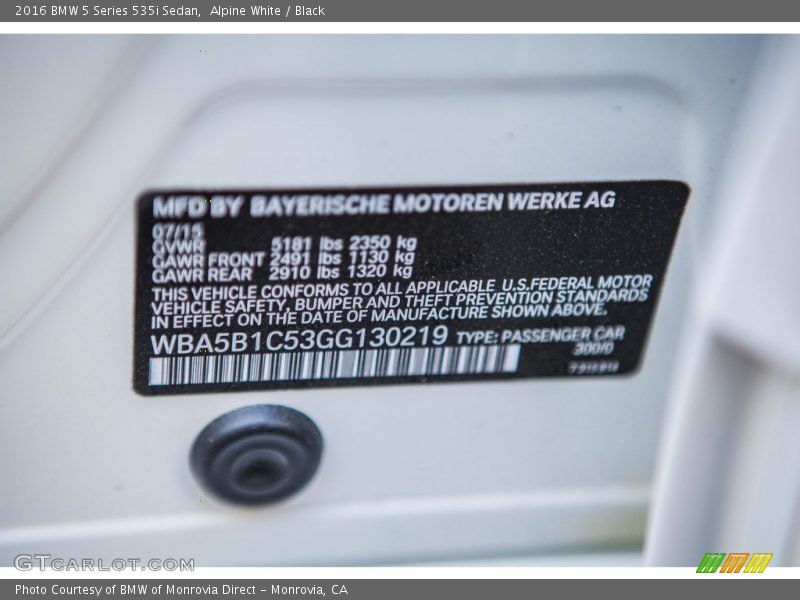 2016 BMW 5 Series 535i Sedan,  Alpine White / Black
MFD BY BAYERISCHE MOTOREN WERKE AG
07/15
GVWR 5181 lbs 2350 kg
GAWR FRONT 2491 lbs 1130 kg
GAWR REAR 2910 lbs 1320 kg
THIS VEHICLE CONFORMS TO ALL APPLICABLE U.S.FEDERAL MOTOR
VEHICLE SAFETY, BUMPER AND THEFT PREVENTION STANDARDS
IN EFFECT ON THE DATE OF MANUFACTURE SHOWN ABOVE.
WBA5B1C53GG130219 TYPE: PASSENGER CAR
300/0
GTCARLOT.COM
Photo Courtesy of BMW of Monrovia Direct - Monrovia, CA